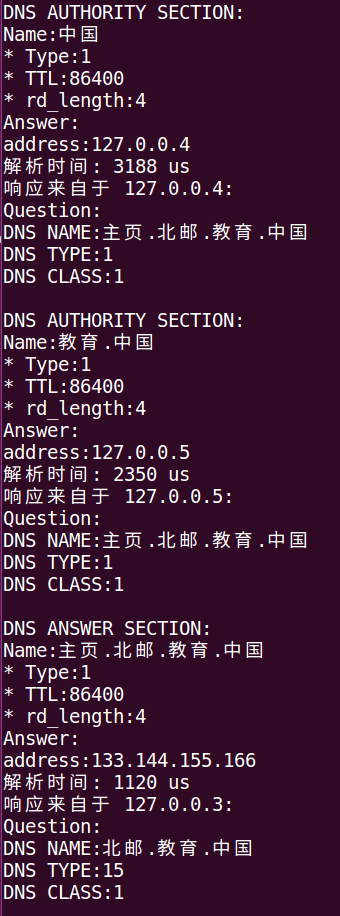 DNS AUTHORITY SECTION:
Name:中国
* Type:1
* TTL:86400
* rd_length:4
Answer:
address:127.0.0.4
解析时间: 3188 us
响应来自于 127.0.0.4:
Question:
DNS NAME:主页.北邮.教育.中国
DNS TYPE:1
DNS CLASS:1

DNS AUTHORITY SECTION:
Name:教育.中国
* Type:1
* TTL:86400
* rd_length:4
Answer:
address:127.0.0.5
解析时间: 2350 us
响应来自于 127.0.0.5:
Question:
DNS NAME:主页.北邮.教育.中国
DNS TYPE:1
DNS CLASS:1

DNS ANSWER SECTION:
Name:主页.北邮.教育.中国
* Type:1
* TTL:86400
* rd_length:4
Answer:
address:133.144.155.166
解析时间: 1120 us
响应来自于 127.0.0.3:
Question:
DNS NAME:北邮.教育.中国
DNS TYPE:15
DNS CLASS:1